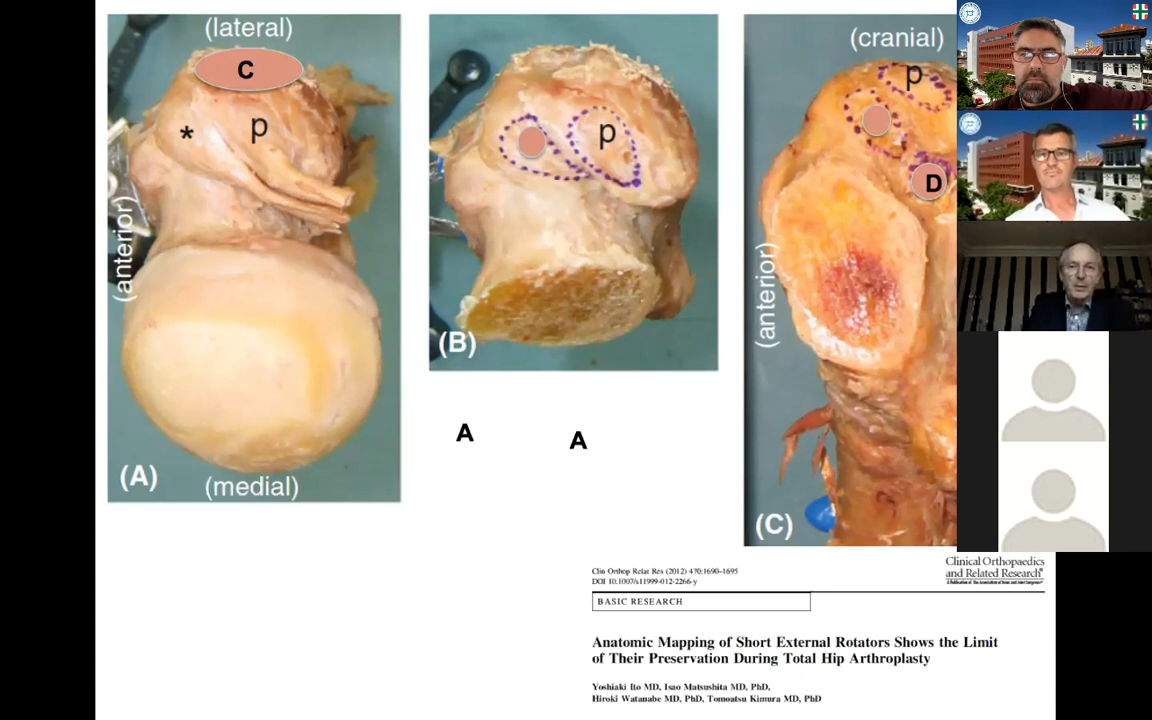 (lateral)
C
*
p
(anterior)
(A)
(medial)
p
(B)
A
A
(cranial)
p
D
(anterior)
(C)
Clin Orthop Relat Res (2012) 470:1690–1695
DOI 10.1007/s11999-012-2266-y
Clinical Orthopaedics
and Related Research®
BASIC RESEARCH
Anatomic Mapping of Short External Rotators Shows the Limit
of Their Preservation During Total Hip Arthroplasty
Yoshiaki Ito MD, Isao Matsushita MD, PhD,
Hiroki Watanabe MD, PhD, Tomoatsu Kimura MD, PhD